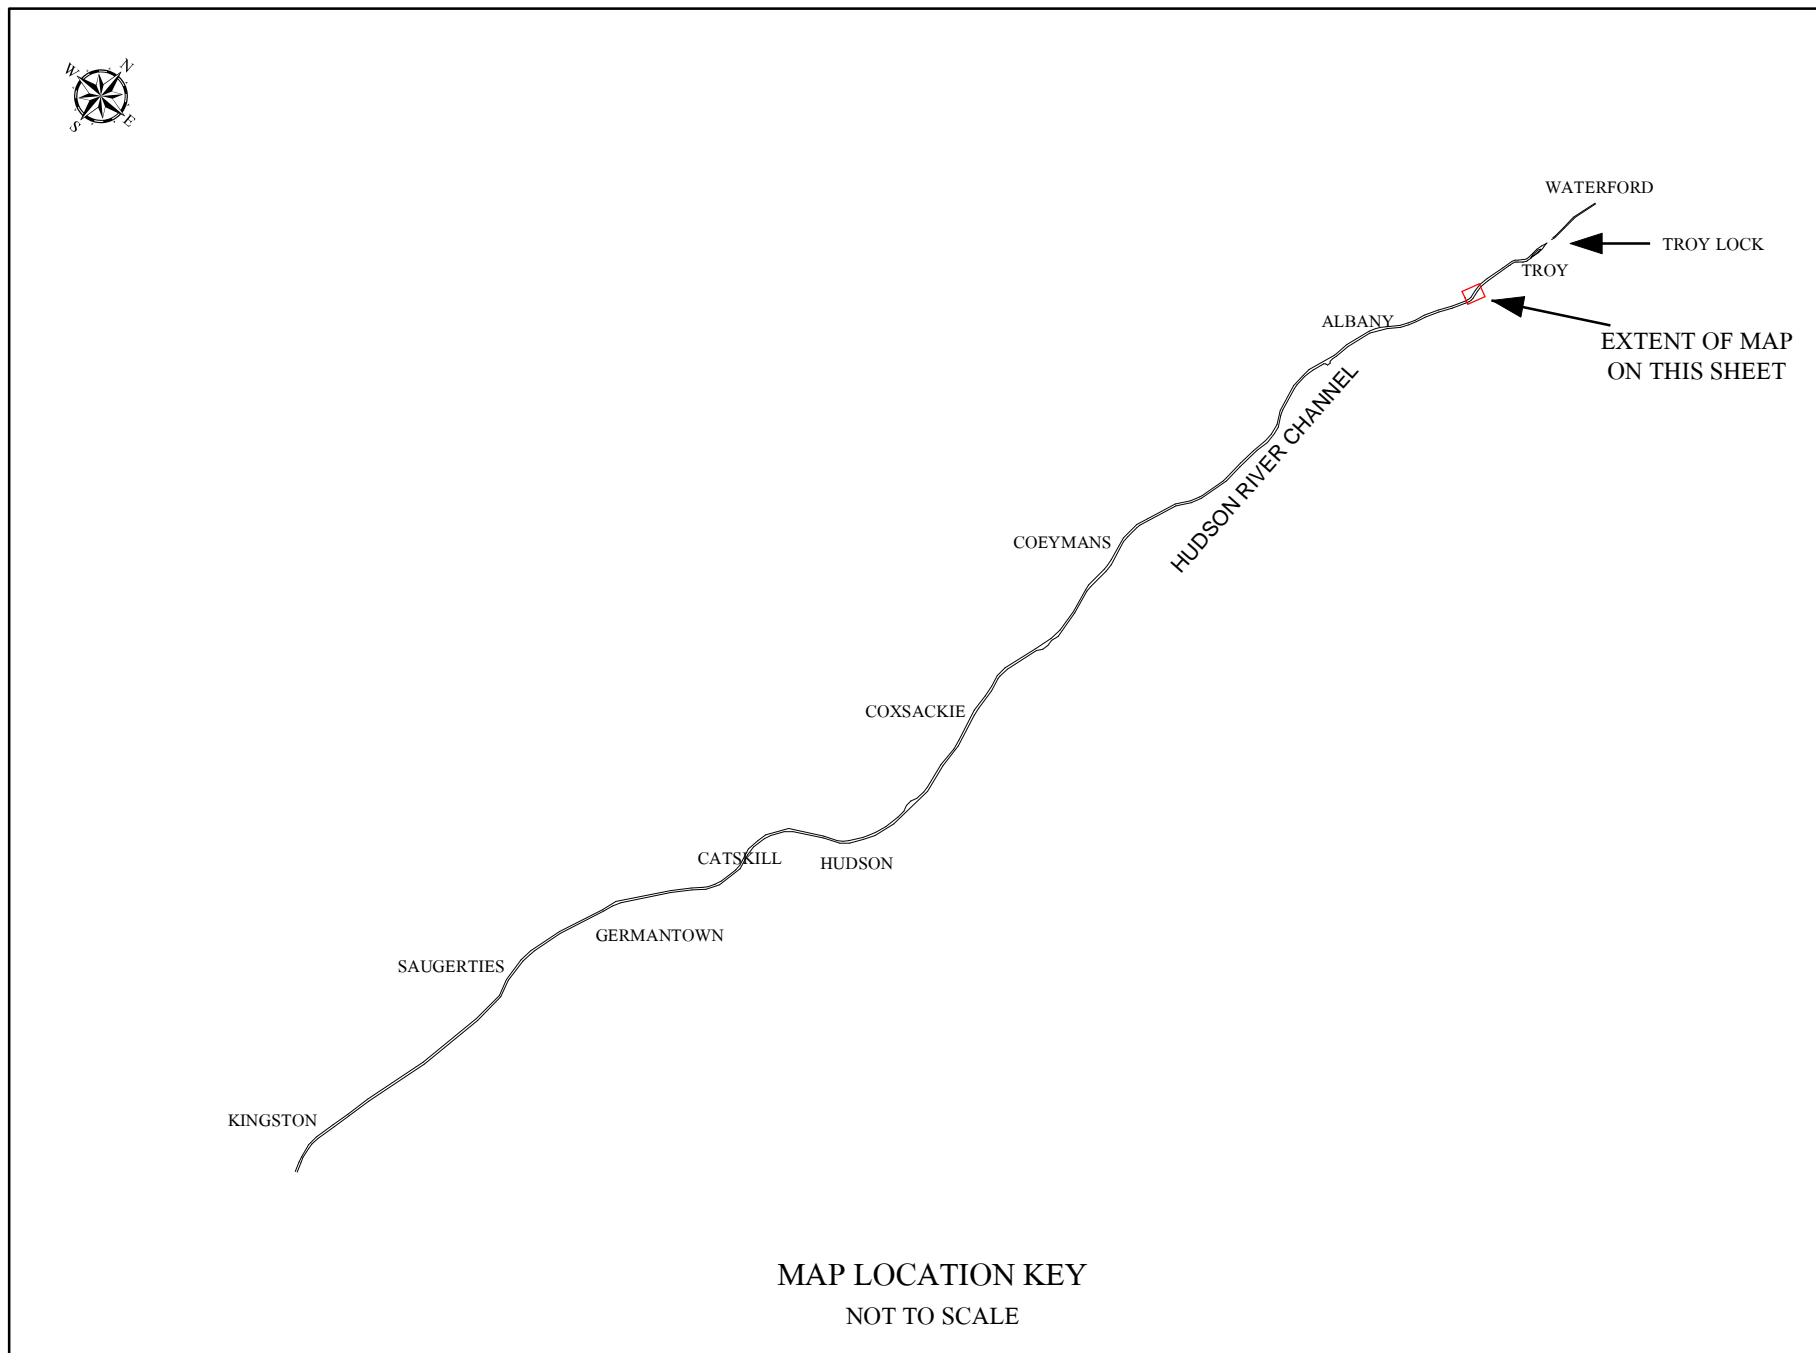 W N
S E
WATERFORD
TROY LOCK
TROY
ALBANY
EXTENT OF MAP
ON THIS SHEET
HUDSON RIVER CHANNEL
COEYMANS
COXSACKIE
CATSKILL
HUDSON
GERMANTOWN
SAUGERTIES
KINGSTON
MAP LOCATION KEY
NOT TO SCALE